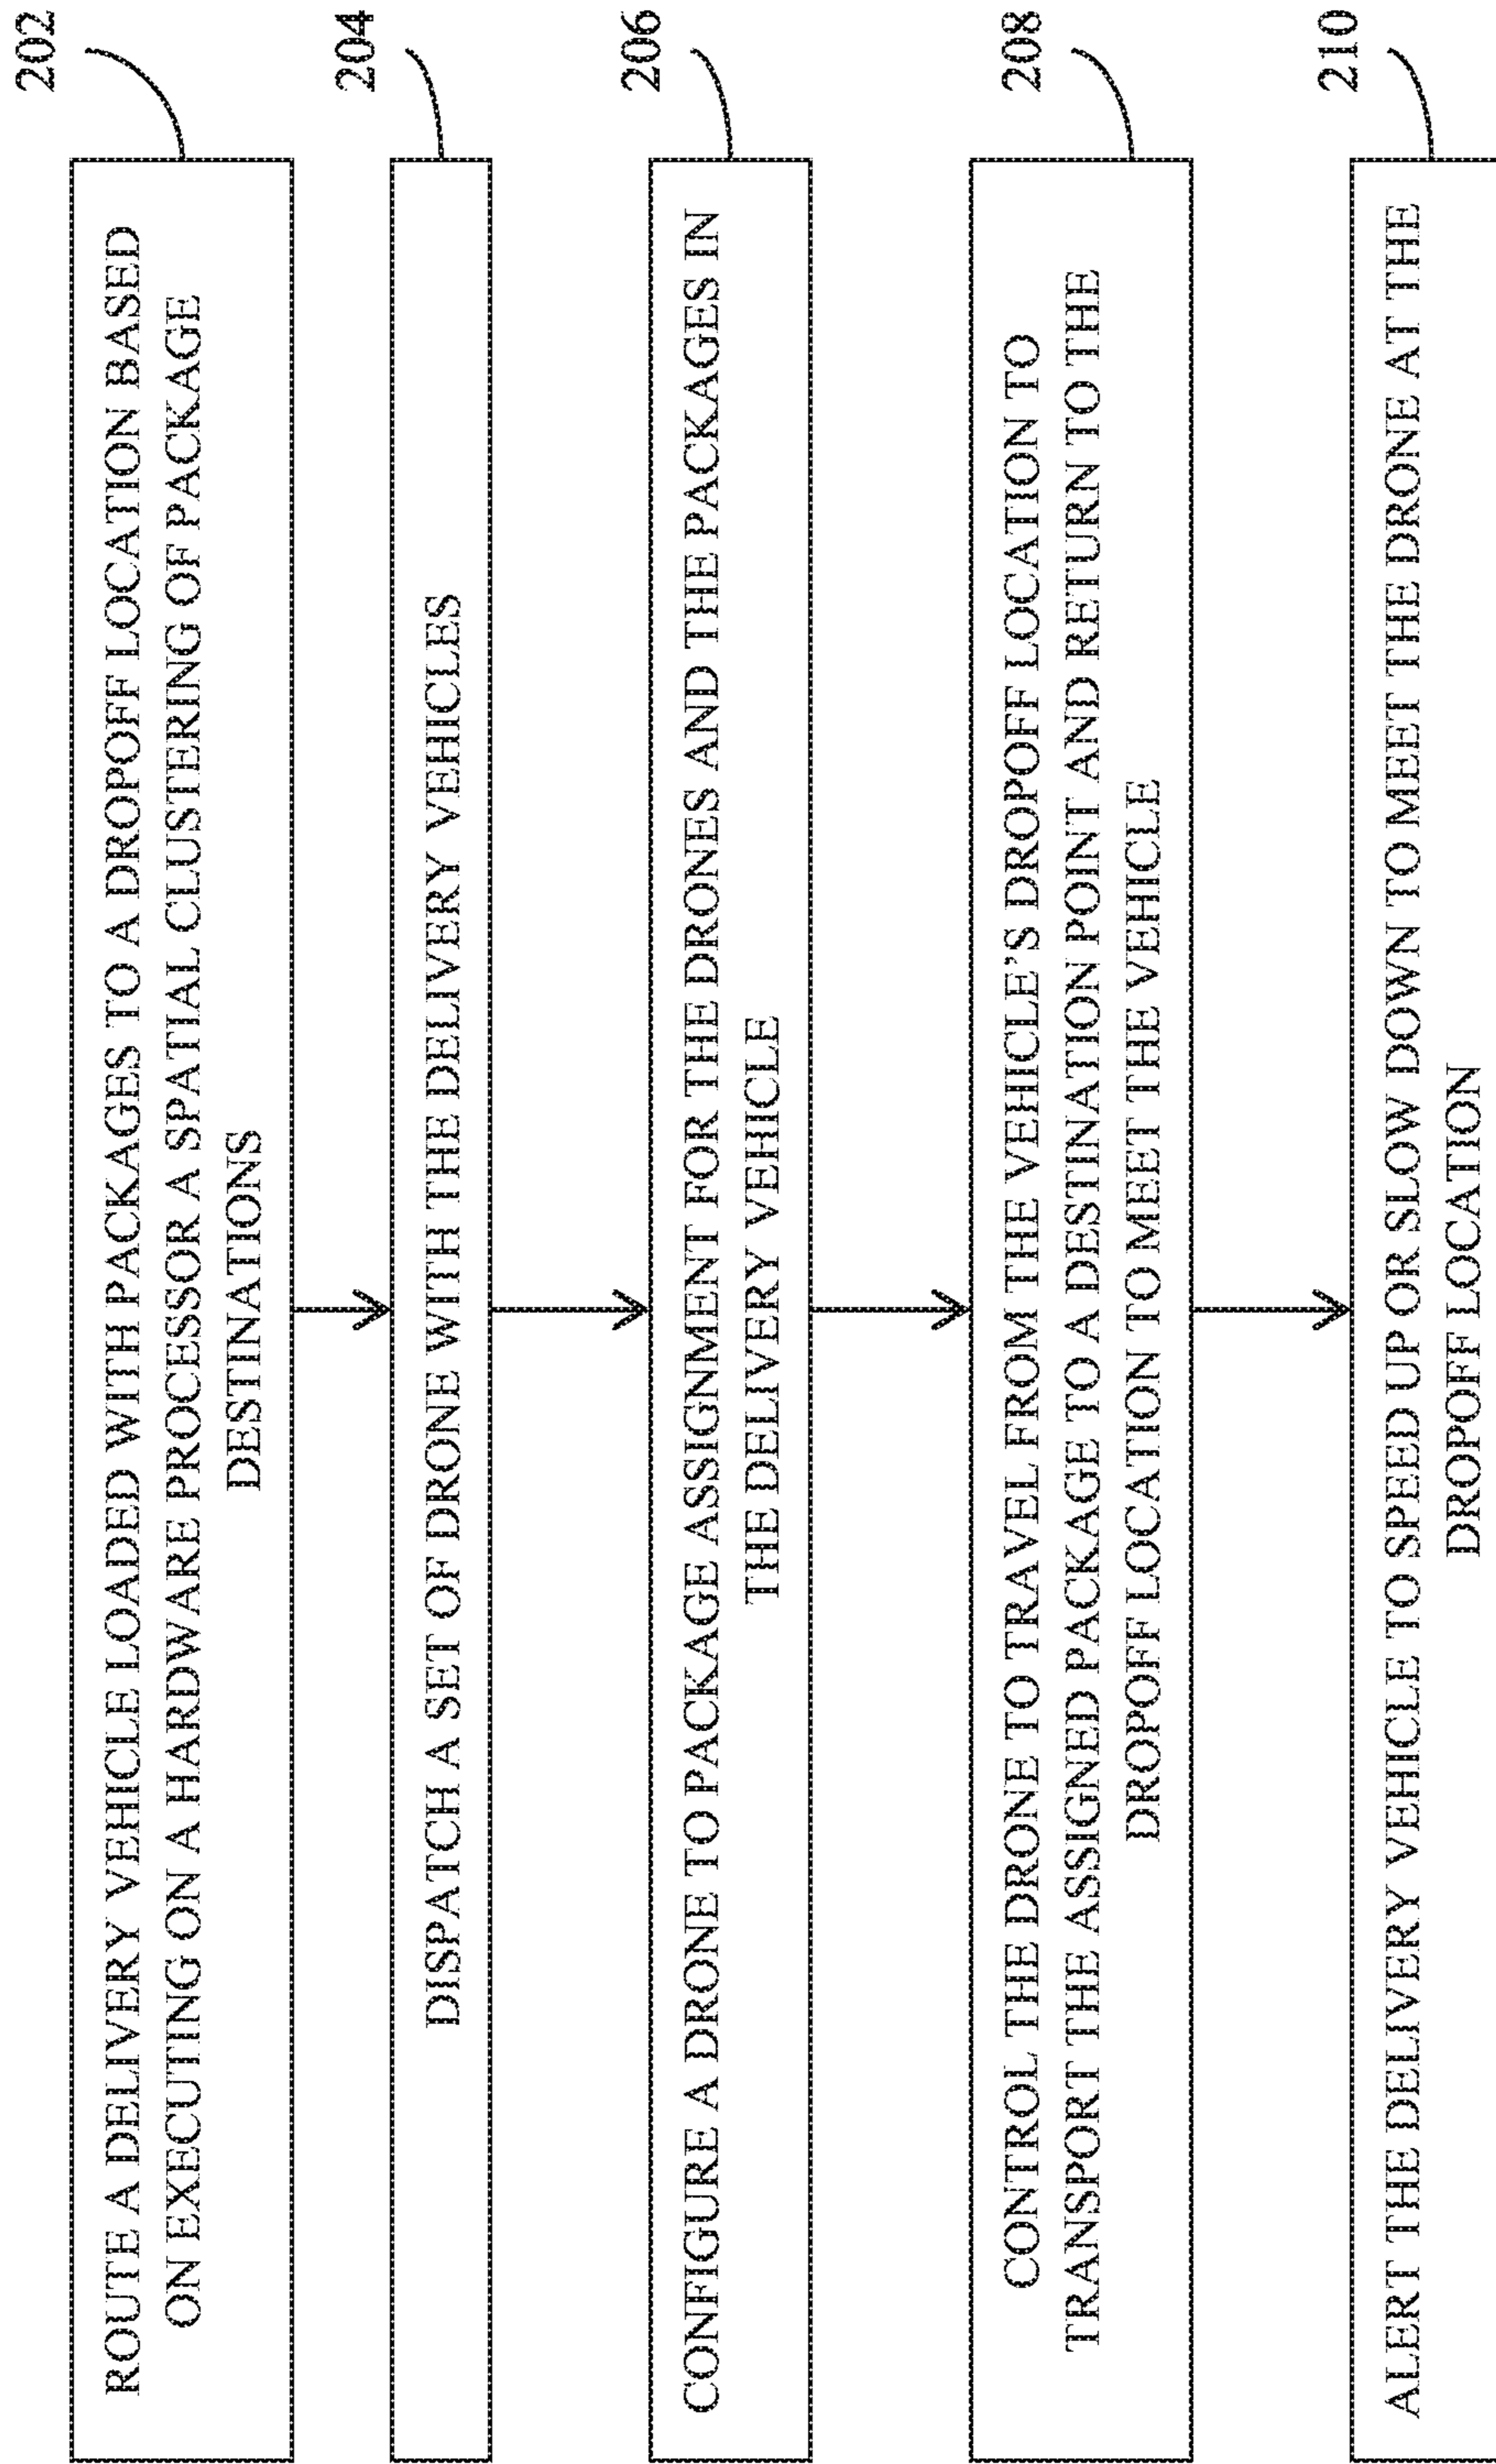 202
ROUTE A DELIVERY VEHICLE LOADED WITH PACKAGES TO A DROPOFF LOCATION BASED
ON EXECUTING ON A HARDWARE PROCESSOR A SPATIAL CLUSTERING OF PACKAGE
DESTINATIONS
204
DISPATCH A SET OF DRONE WITH THE DELIVERY VEHICLES
206
CONFIGURE A DRONE TO PACKAGE ASSIGNMENT FOR THE DRONES AND THE PACKAGES IN
THE DELIVERY VEHICLE
208
CONTROL THE DRONE TO TRAVEL FROM THE VEHICLE'S DROPOFF LOCATION TO
TRANSPORT THE ASSIGNED PACKAGE TO A DESTINATION POINT AND RETURN TO THE
DROPOFF LOCATION TO MEET THE VEHICLE
210
ALERT THE DELIVERY VEHICLE TO SPEED UP OR SLOW DOWN TO MEET THE DRONE AT THE
DROPOFF LOCATION